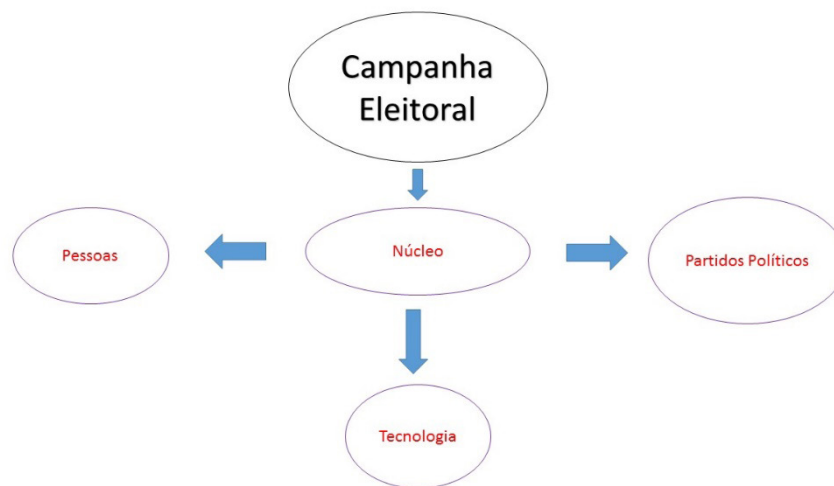 Campanha
Eleitoral
Pessoas
Núcleo
Partidos Políticos
Tecnologia